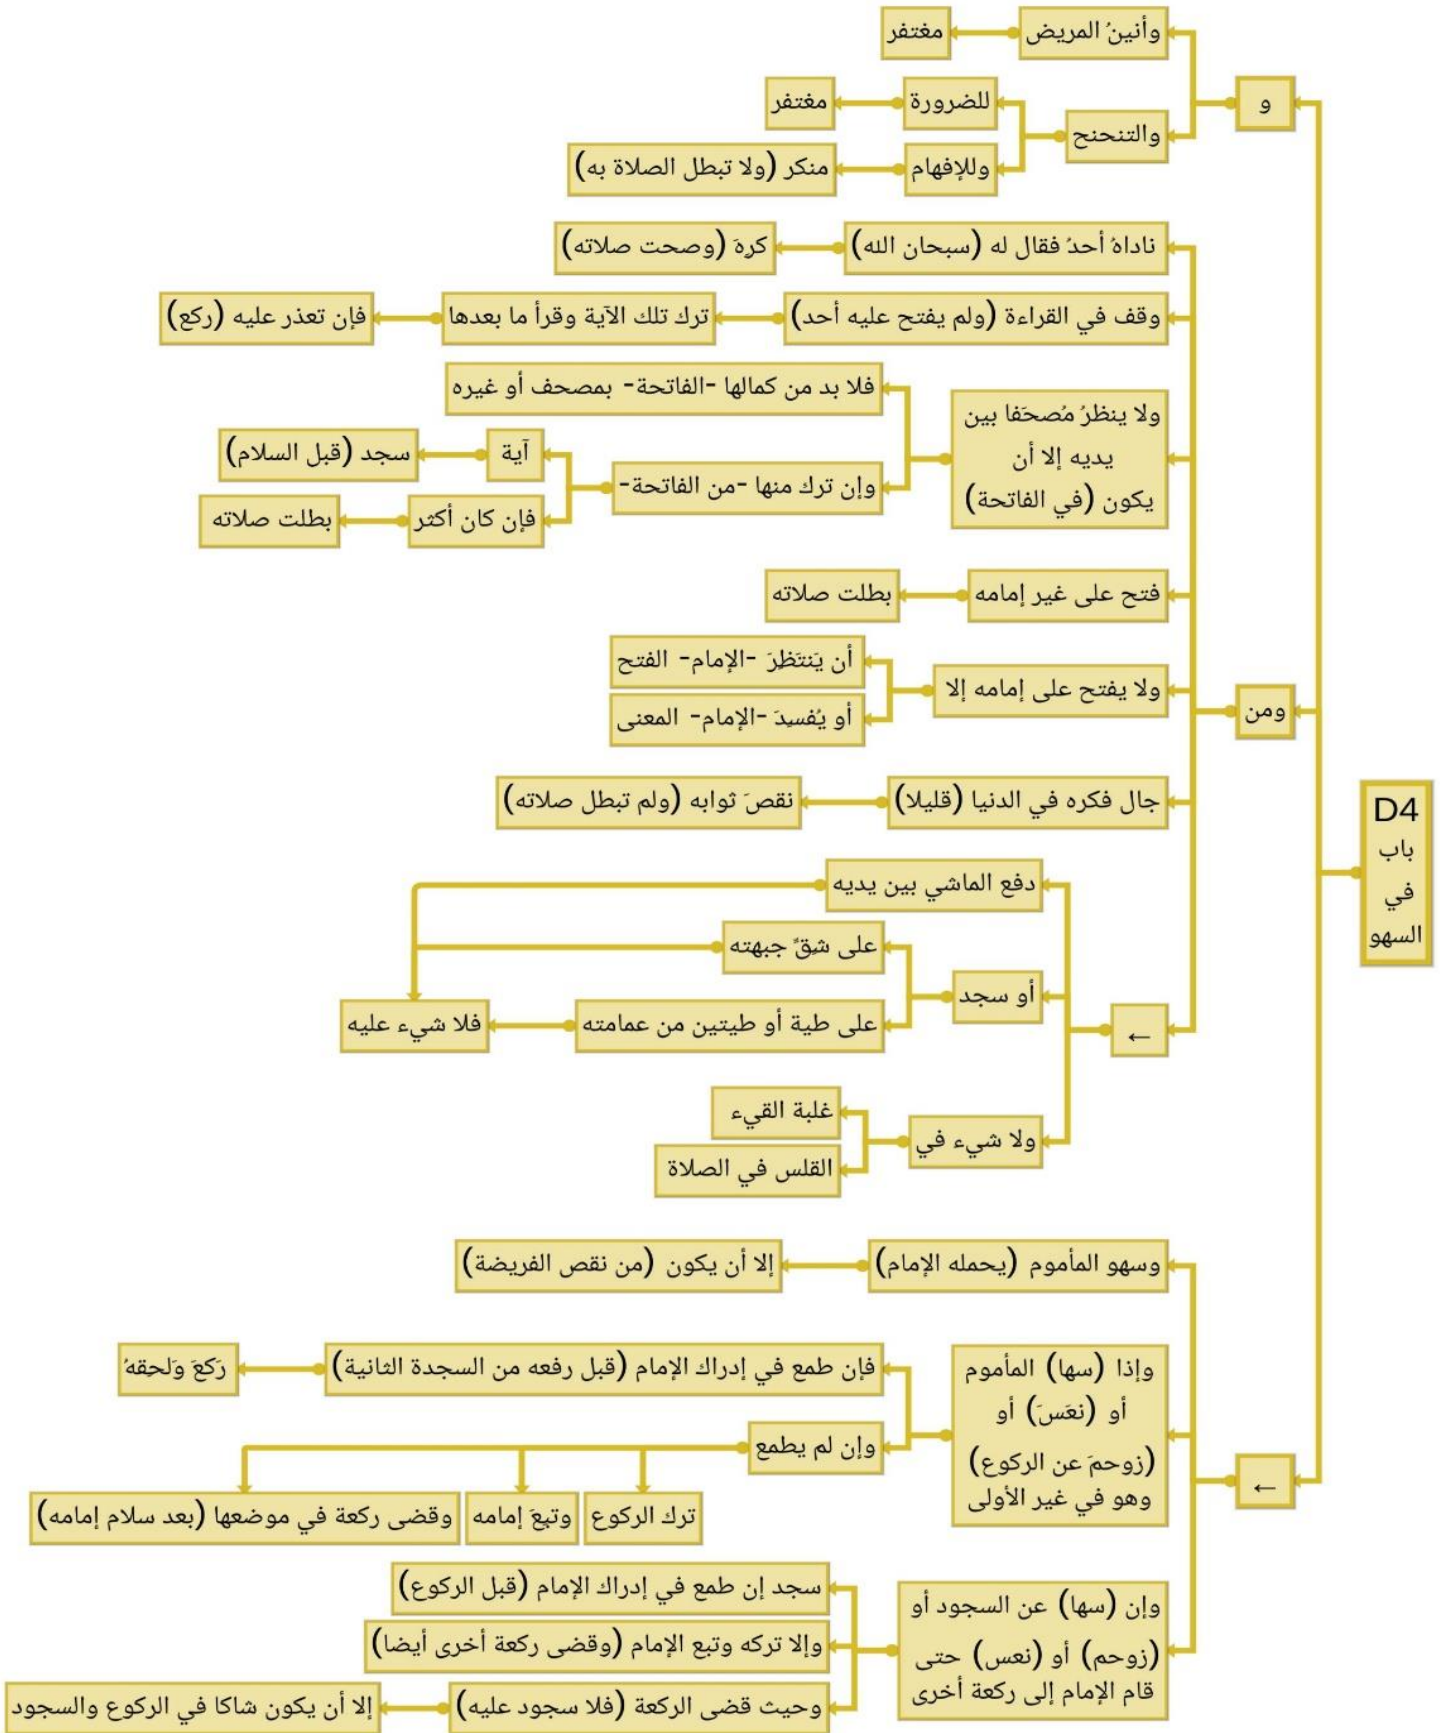 D4
باب
في
السهو
و
وأنينُ المريض
مغتفر
والتنحنح
للضرورة
مغتفر
وللإفهام
منكر (ولا تبطل الصلاة به)
ومن
ناداهُ أحدُ فقال له (سبحان الله)
كرِهَ (وصحت صلاته)
وقف في القراءة (ولم يفتح عليه أحد)
ترك تلك الآية وقرأ ما بعدها
فإن تعذر عليه (ركع)
ولا ينظرُ مُصحَفا بين
يديه إلا أن
يكون (في الفاتحة)
فلا بد من كمالها -الفاتحة- بمصحف أو غيره
وإن ترك منها -من الفاتحة-
آية
سجد (قبل السلام)
فإن كان أكثر
بطلت صلاته
فتح على غير إمامه
بطلت صلاته
ولا يفتح على إمامه إلا
أن يَنتَظِرَ -الإمام- الفتح
أو يُفسِدَ -الإمام- المعنى
جال فكره في الدنيا (قليلا)
نقصَ ثوابه (ولم تبطل صلاته)
←
دفع الماشي بين يديه
أو سجد
على شِقِّ جبهته
على طية أو طيتين من عمامته
فلا شيء عليه
ولا شيء في
غلبة القيء
القلس في الصلاة
←
وسهو المأموم (يحمله الإمام)
إلا أن يكون (من نقص الفريضة)
وإذا (سها) المأموم
أو (نعَسَ) أو
(زوحمَ عن الركوع)
وهو في غير الأولى
فإن طمع في إدراك الإمام (قبل رفعه من السجدة الثانية)
رَكعَ وَلحِقهُ
وإن لم يطمع
ترك الركوع
وتبعَ إمامه
وقضى ركعة في موضعها (بعد سلام إمامه)
وإن (سها) عن السجود أو
(زوحم) أو (نعس) حتى
قام الإمام إلى ركعة أخرى
سجد إن طمع في إدراك الإمام (قبل الركوع)
وإلا تركه وتبع الإمام (وقضى ركعة أخرى أيضا)
وحيث قضى الركعة (فلا سجود عليه)
إلا أن يكون شاكا في الركوع والسجود